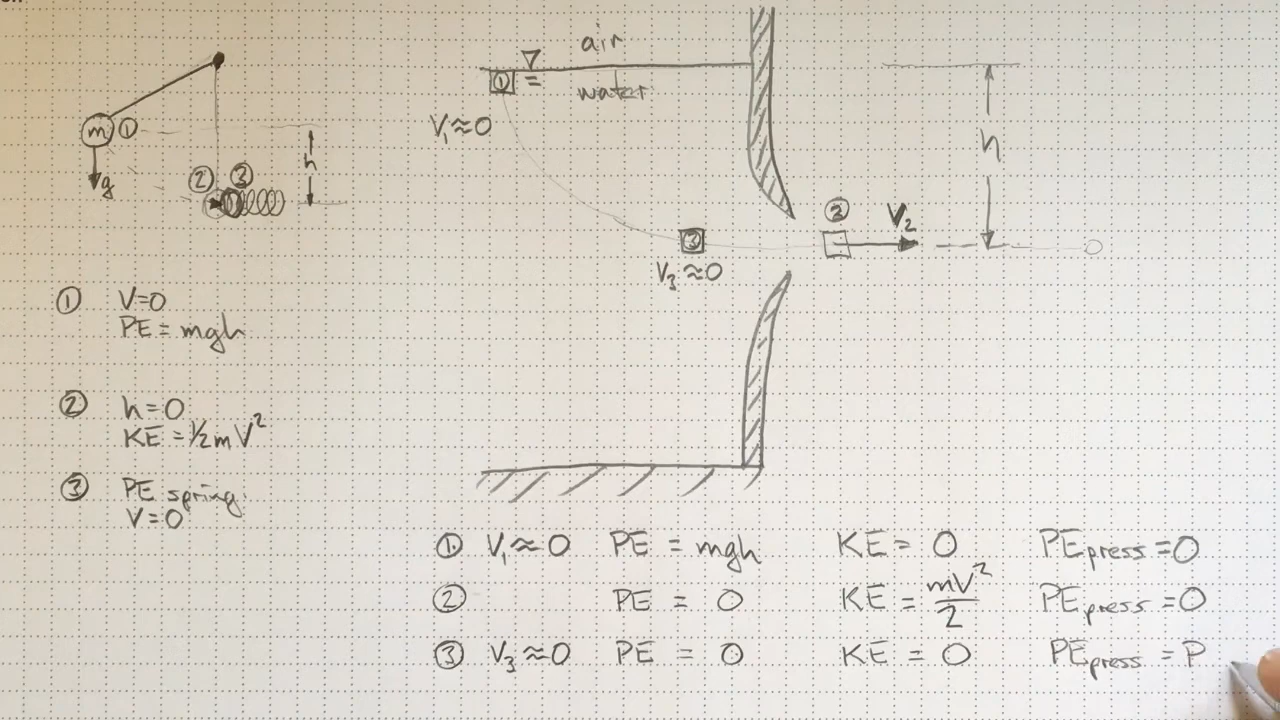 m ①
g
② ③
h
① V=0
PE = mgh
② h=0
KE = ½ m V²
③ PE spring
V=0
air
①
water
V₁≈0
③
V₃≈0
②
V₂
h
① V₁≈0 PE = mgh KE = 0 PEpress = 0
② PE = 0 KE = mV²/2 PEpress = 0
③ V₃≈0 PE = 0 KE = 0 PEpress = P